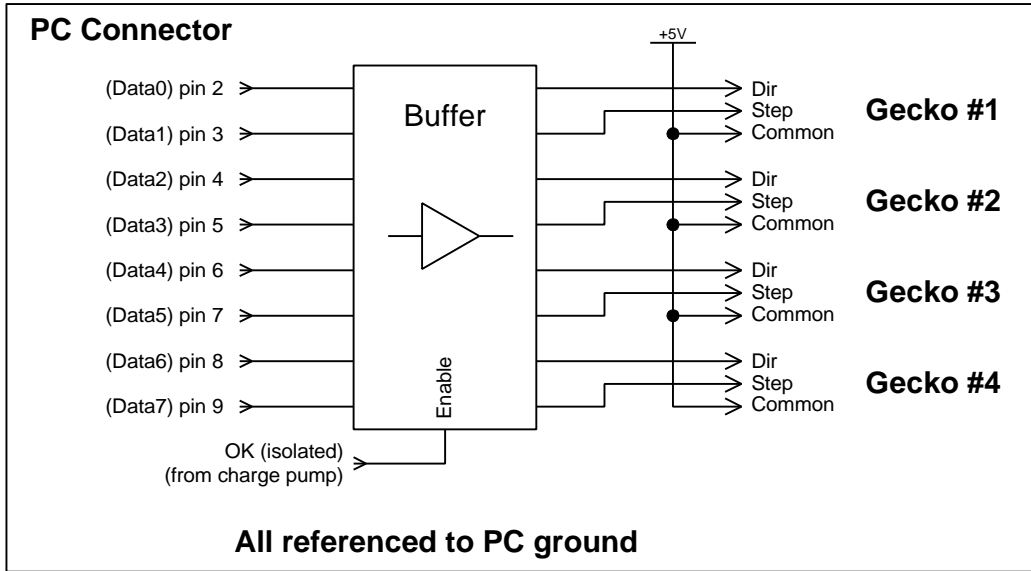 PC Connector
+5V
(Data0) pin 2
(Data1) pin 3
(Data2) pin 4
(Data3) pin 5
(Data4) pin 6
(Data5) pin 7
(Data6) pin 8
(Data7) pin 9
Buffer
Enable
OK (isolated)
(from charge pump)
Dir
Step
Common
Gecko #1
Dir
Step
Common
Gecko #2
Dir
Step
Common
Gecko #3
Dir
Step
Common
Gecko #4
All referenced to PC ground